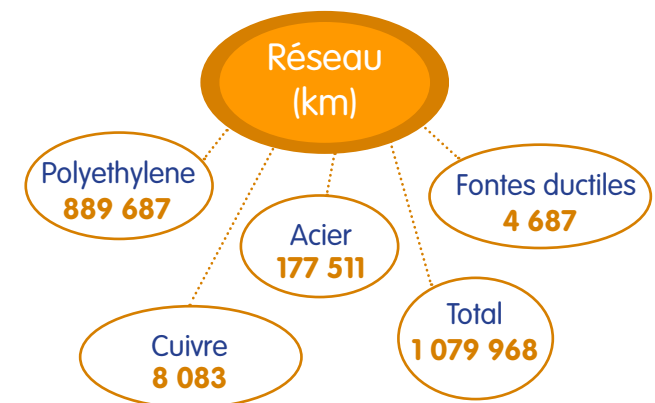 Réseau
(km)
Polyethylene
889 687
Fontes ductiles
4 687
Acier
177 511
Total
1 079 968
Cuivre
8 083